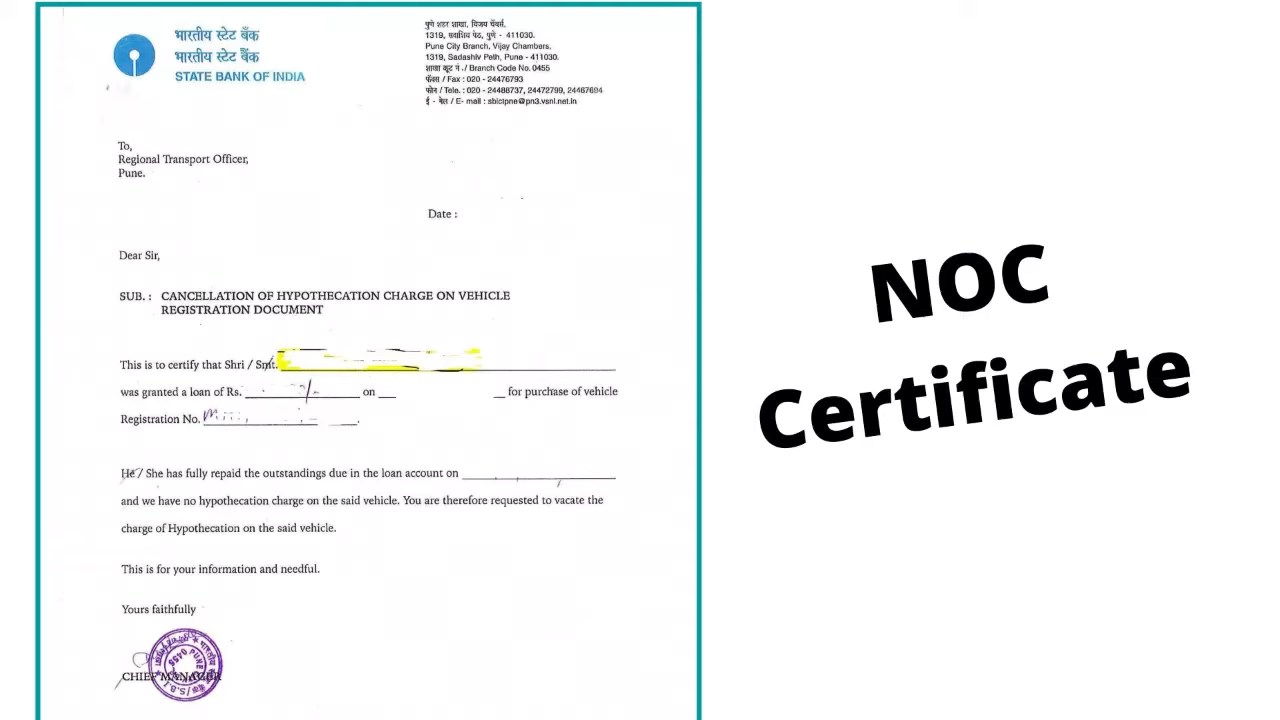 भारतीय स्टेट बँक
भारतीय स्टेट बैंक
STATE BANK OF INDIA
पुणे शहर शाखा, विजय चेंबर्स,
1319, सदाशिव पेठ, पुणे - 411030.
Pune City Branch, Vijay Chambers,
1319, Sadashiv Peth, Pune - 411030.
शाखा कूट नं ./ Branch Code No. 0455
फॅक्स / Fax : 020 - 24476793
फोन / Tele. : 020 - 24488737, 24472799, 24467694
ई - मेल / E- mail : sbictpne@pn3.vsnl.net.in
To,
Regional Transport Officer,
Pune.
Date :
Dear Sir,
SUB. : CANCELLATION OF HYPOTHECATION CHARGE ON VEHICLE
REGISTRATION DOCUMENT
This is to certify that Shri / Smt.
was granted a loan of Rs. on for purchase of vehicle
Registration No.
He / She has fully repaid the outstandings due in the loan account on
and we have no hypothecation charge on the said vehicle. You are therefore requested to vacate the
charge of Hypothecation on the said vehicle.
This is for your information and needful.
Yours faithfully
CHIEF MANAGER
PUNE
0455
NOC
Certificate